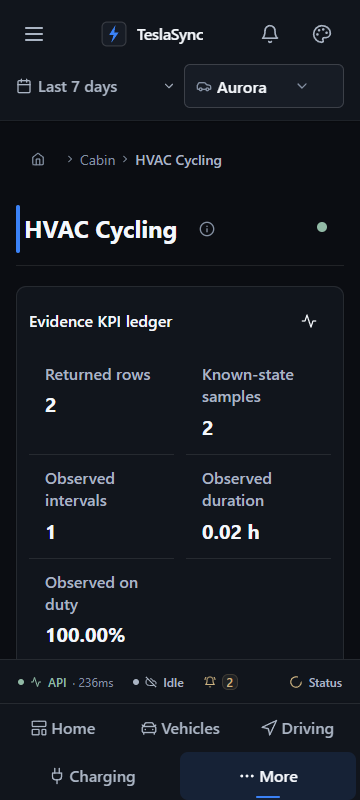 TeslaSync
Last 7 days
Aurora
Cabin
HVAC Cycling
HVAC Cycling
Evidence KPI ledger
Returned rows
2
Known-state
samples
2
Observed
intervals
1
Observed
duration
0.02 h
Observed on
duty
100.00%
API · 236ms
Idle
2
Status
Home
Vehicles
Driving
Charging
More